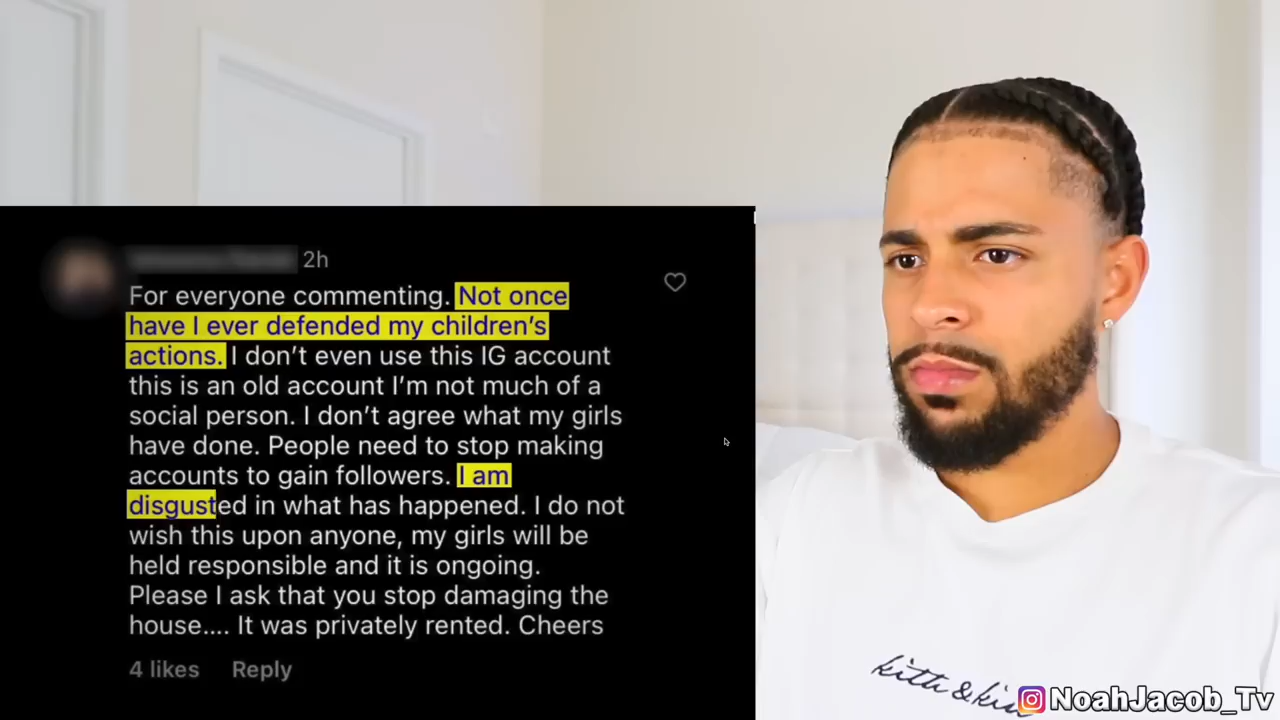 2h
For everyone commenting. Not once
have I ever defended my children's
actions. I don't even use this IG account
this is an old account I'm not much of a
social person. I don't agree what my girls
have done. People need to stop making
accounts to gain followers. I am
disgusted in what has happened. I do not
wish this upon anyone, my girls will be
held responsible and it is ongoing.
Please I ask that you stop damaging the
house.... It was privately rented. Cheers
4 likes Reply
kitti & kin
NoahJacob_Tv